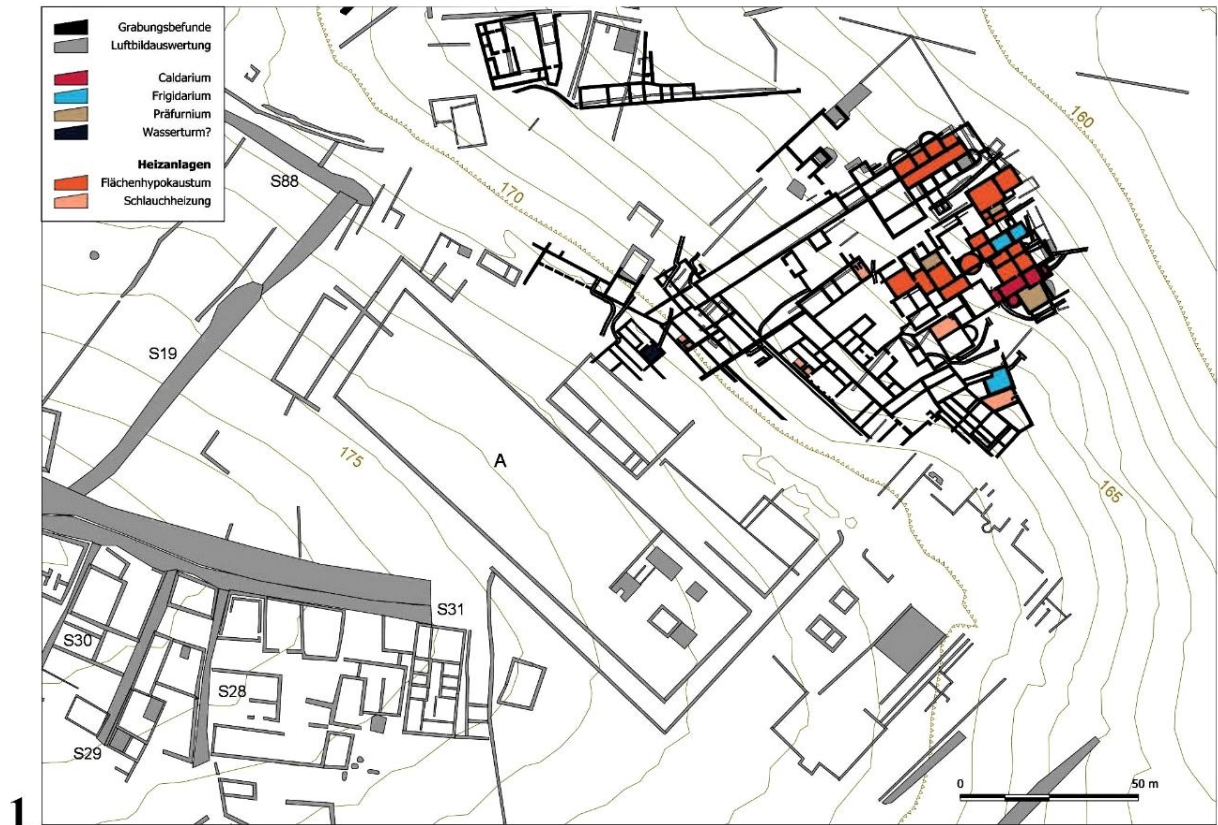 Grabungsbefunde
Luftbildauswertung
Caldarium
Frigidarium
Präfurnium
Wasserturm?
Heizanlagen
Flächenhypokaustum
Schlauchheizung
160
S88
170
S19
A
175
165
S31
S30
S28
S29
0 50 m
1